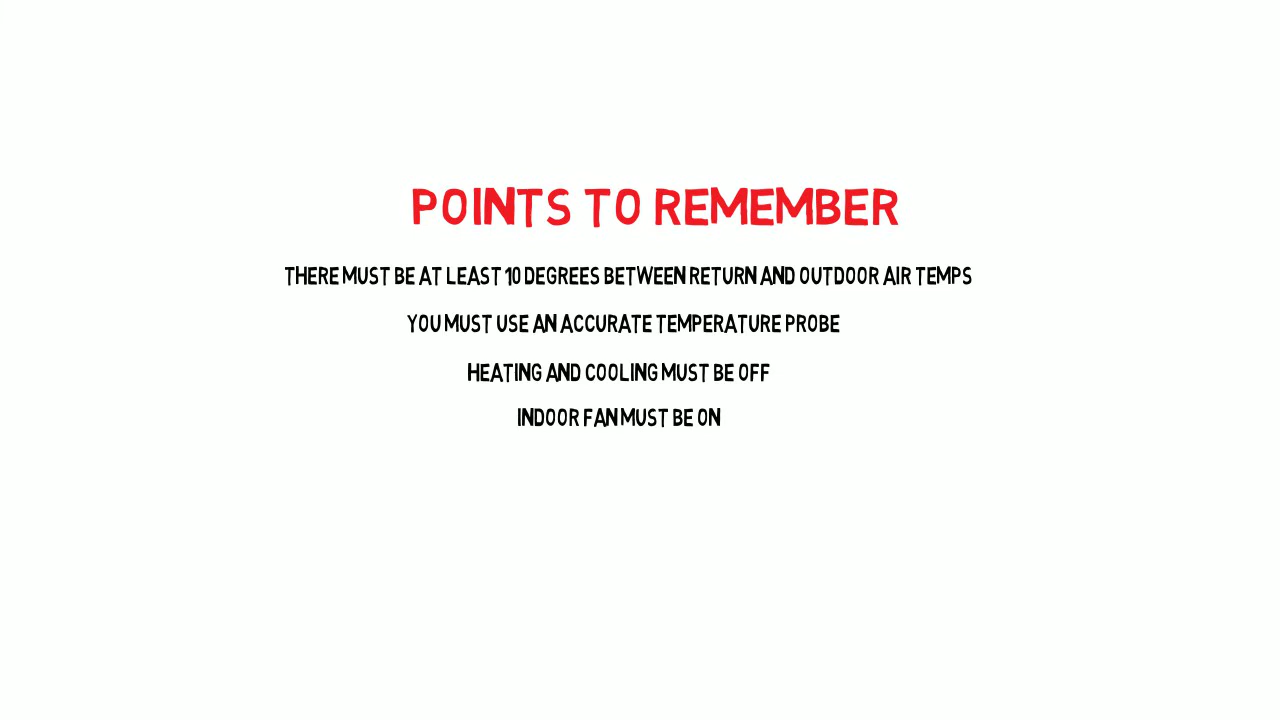 POINTS TO REMEMBER
THERE MUST BE AT LEAST 10 DEGREES BETWEEN RETURN AND OUTDOOR AIR TEMPS
YOU MUST USE AN ACCURATE TEMPERATURE PROBE
HEATING AND COOLING MUST BE OFF
INDOOR FAN MUST BE ON